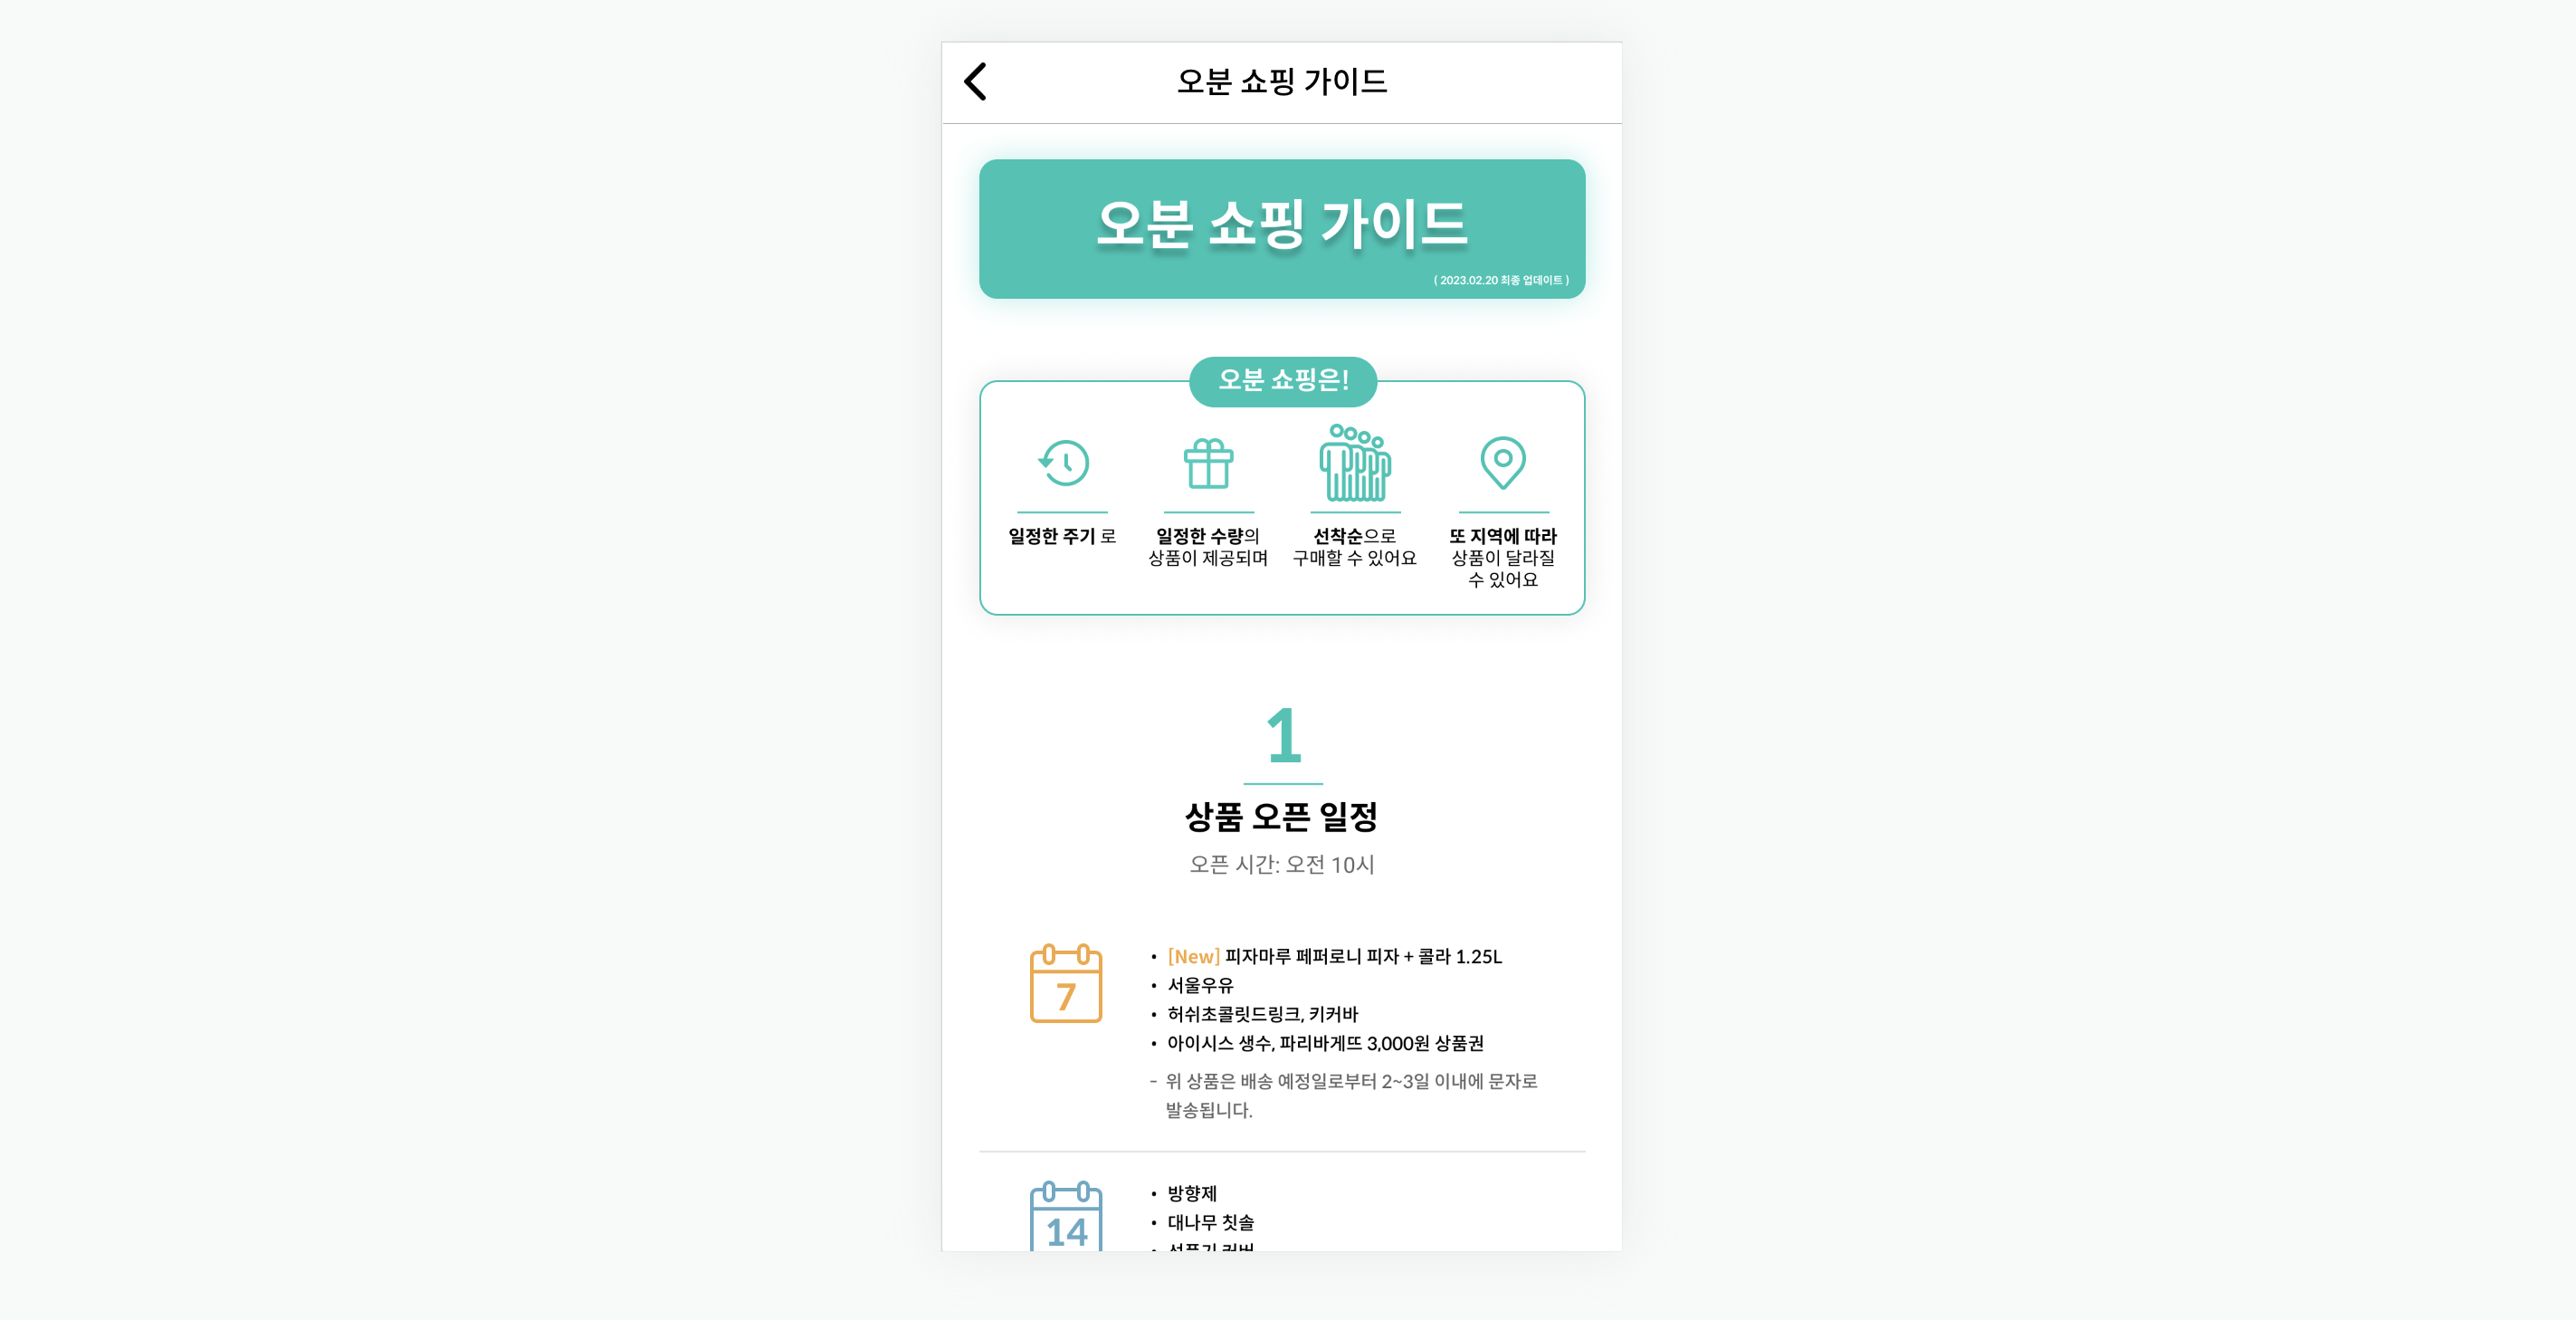 오분 쇼핑 가이드
오분 쇼핑 가이드
( 2023.02.20 최종 업데이트 )
오분 쇼핑은!
일정한 주기 로
일정한 수량의
상품이 제공되며
선착순으로
구매할 수 있어요
또 지역에 따라
상품이 달라질
수 있어요
1
상품 오픈 일정
오픈 시간: 오전 10시
7
• [New] 피자마루 페퍼로니 피자 + 콜라 1.25L
• 서울우유
• 허쉬초콜릿드링크, 키커바
• 아이시스 생수, 파리바게뜨 3,000원 상품권
- 위 상품은 배송 예정일로부터 2~3일 이내에 문자로
발송됩니다.
14
• 방향제
• 대나무 칫솔